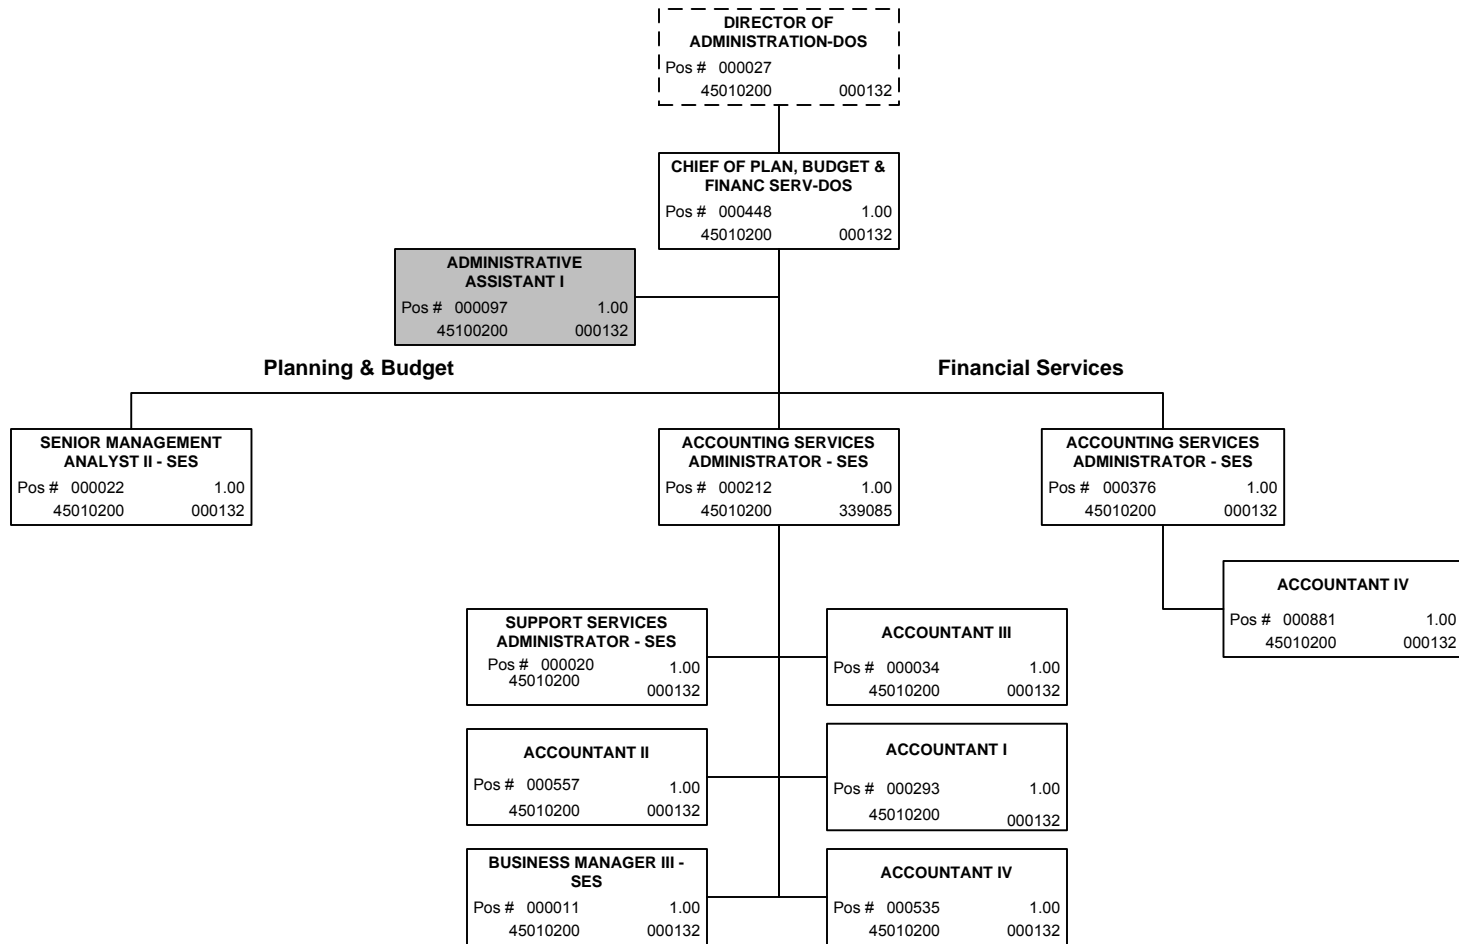 DIRECTOR OF
ADMINISTRATION-DOS
Pos # 000027
45010200 000132
CHIEF OF PLAN, BUDGET &
FINANC SERV-DOS
Pos # 000448 1.00
45010200 000132
ADMINISTRATIVE
ASSISTANT I
Pos # 000097 1.00
45100200 000132
Planning & Budget
Financial Services
SENIOR MANAGEMENT
ANALYST II - SES
Pos # 000022 1.00
45010200 000132
ACCOUNTING SERVICES
ADMINISTRATOR - SES
Pos # 000212 1.00
45010200 339085
ACCOUNTING SERVICES
ADMINISTRATOR - SES
Pos # 000376 1.00
45010200 000132
ACCOUNTANT IV
Pos # 000881 1.00
45010200 000132
SUPPORT SERVICES
ADMINISTRATOR - SES
Pos # 000020 1.00
45010200 000132
ACCOUNTANT III
Pos # 000034 1.00
45010200 000132
ACCOUNTANT II
Pos # 000557 1.00
45010200 000132
ACCOUNTANT I
Pos # 000293 1.00
45010200 000132
BUSINESS MANAGER III -
SES
Pos # 000011 1.00
45010200 000132
ACCOUNTANT IV
Pos # 000535 1.00
45010200 000132